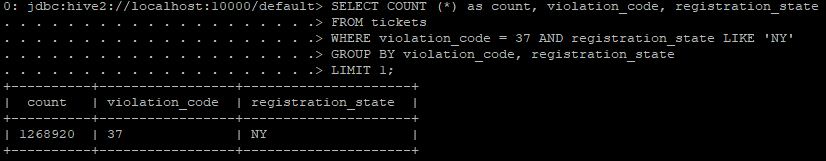 0: jdbc:hive2://localhost:10000/default> SELECT COUNT (*) as count, violation_code, registration_state
. . . . . . . . . . . . . . . . . . . .> FROM tickets
. . . . . . . . . . . . . . . . . . . .> WHERE violation_code = 37 AND registration_state LIKE 'NY'
. . . . . . . . . . . . . . . . . . . .> GROUP BY violation_code, registration_state
. . . . . . . . . . . . . . . . . . . .> LIMIT 1;
+----------+-----------------+---------------------+
| count | violation_code | registration_state |
+----------+-----------------+---------------------+
| 1268920 | 37 | NY |
+----------+-----------------+---------------------+